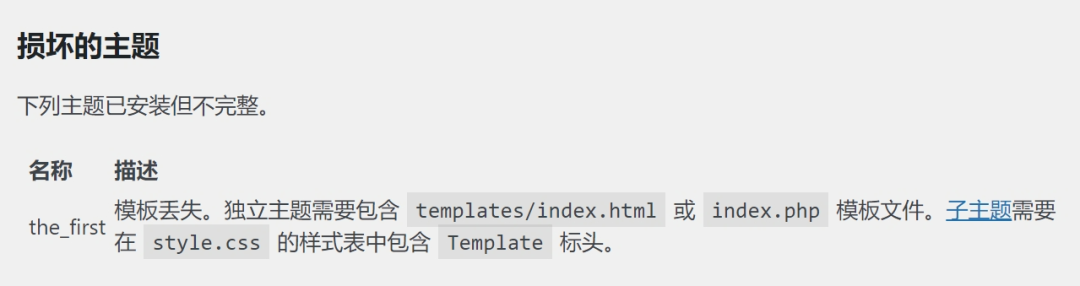 损坏的主题
下列主题已安装但不完整。
名称 描述
the_first 模板丢失。独立主题需要包含 templates/index.html 或 index.php 模板文件。子主题需要
在 style.css 的样式表中包含 Template 标头。